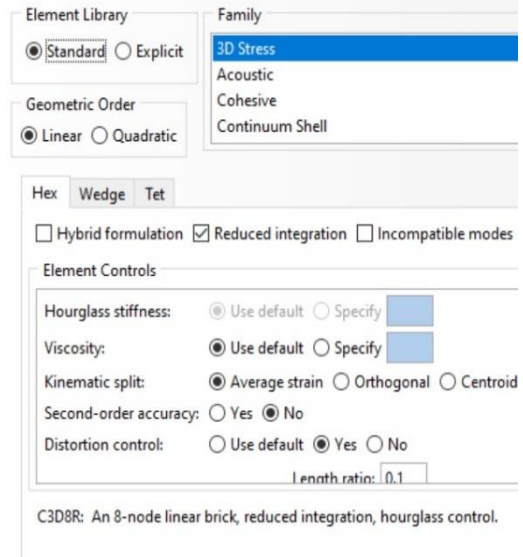 Element Library
Standard Explicit
Geometric Order
Linear Quadratic
Family
3D Stress
Acoustic
Cohesive
Continuum Shell
Hex Wedge Tet
Hybrid formulation Reduced integration Incompatible modes
Element Controls
Hourglass stiffness: Use default Specify
Viscosity: Use default Specify
Kinematic split: Average strain Orthogonal Centroid
Second-order accuracy: Yes No
Distortion control: Use default Yes No
Length ratio: 0.1
C3D8R: An 8-node linear brick, reduced integration, hourglass control.